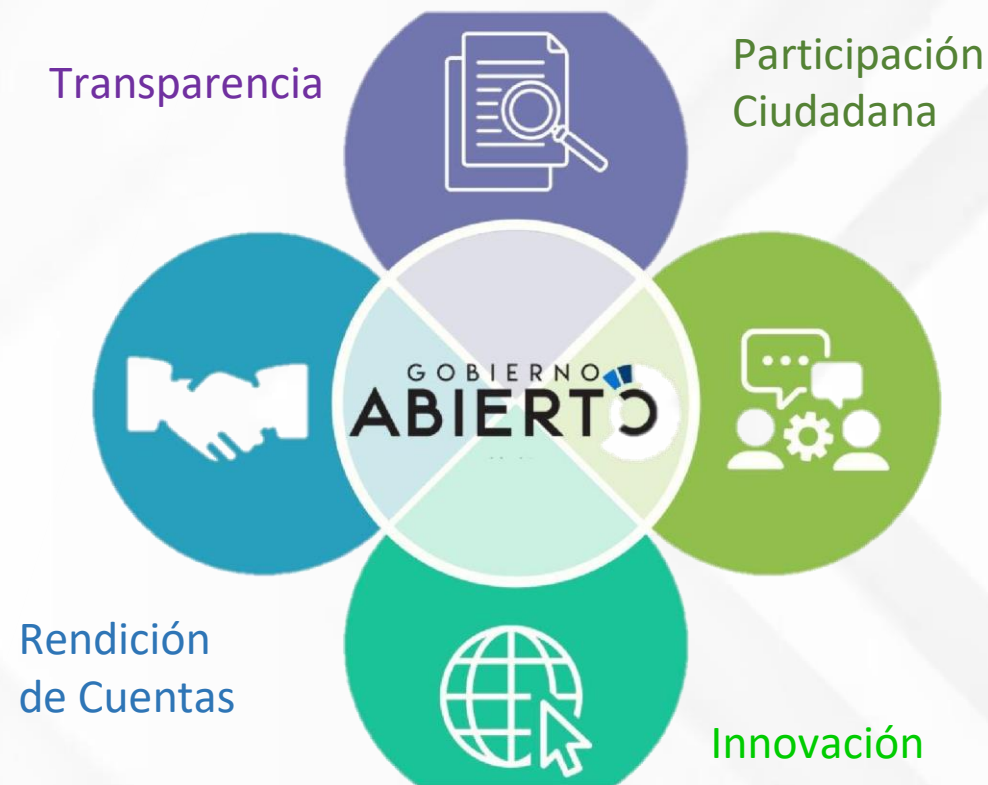 Transparencia
Participación
Ciudadana
GOBIERNO
ABIERTO
Rendición
de Cuentas
Innovación